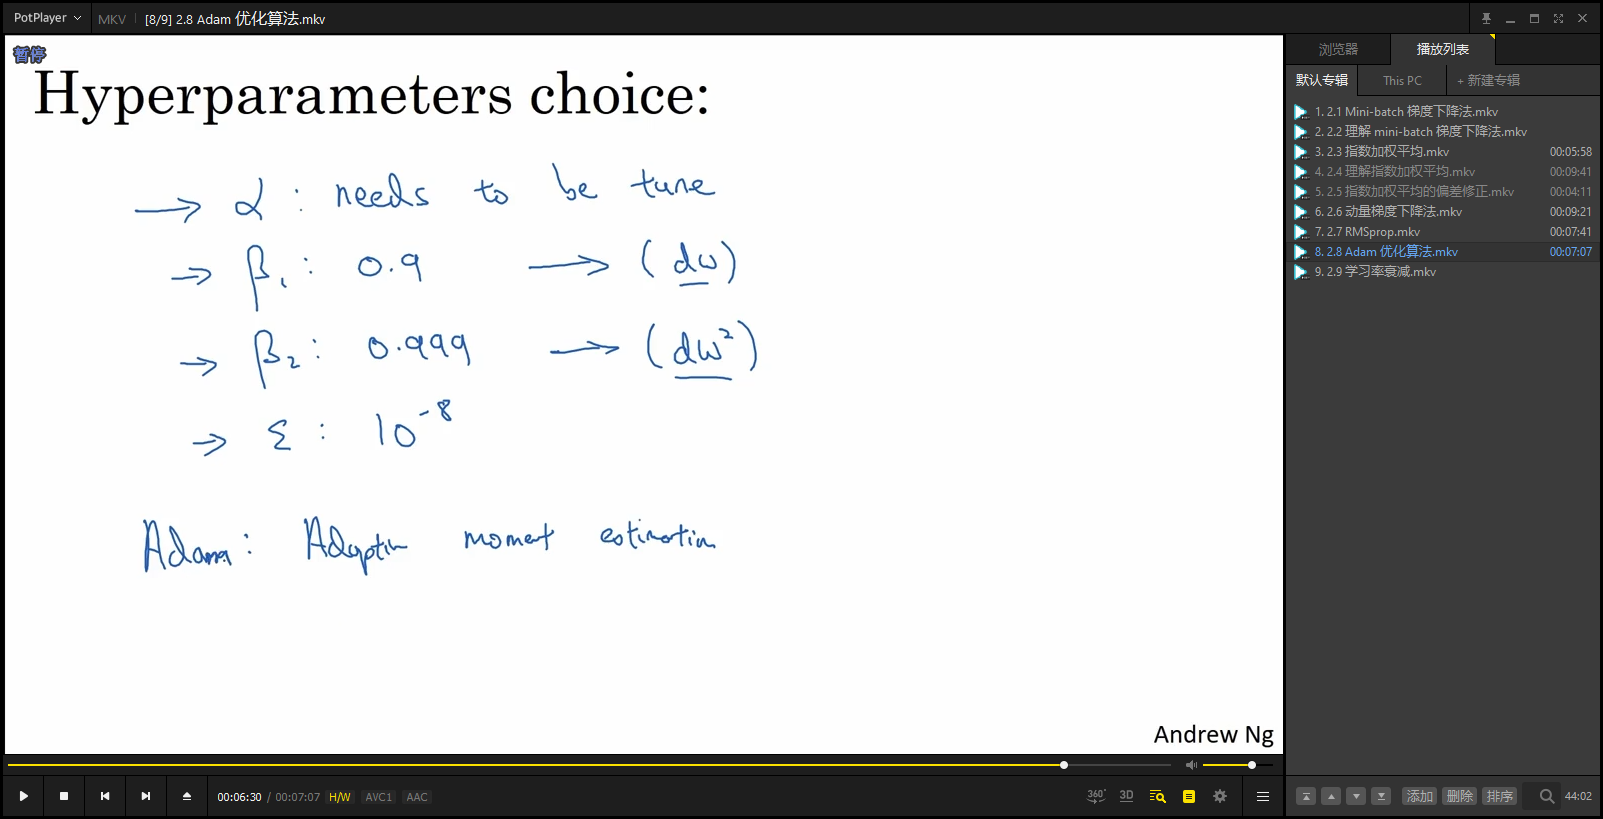 PotPlayer MKV [8/9] 2.8 Adam 优化算法.mkv
暂停
Hyperparameters choice:
→ α : needs to be tune
→ β₁ : 0.9 → (dw)
→ β₂ : 0.999 → (dw²)
→ ε : 10⁻⁸
Adam: Adaptiv moment estimation
Andrew Ng
00:06:30 / 00:07:07 H/W AVC1 AAC
360° 3D
浏览器 播放列表
默认专辑 This PC + 新建专辑
1. 2.1 Mini-batch 梯度下降法.mkv
2. 2.2 理解 mini-batch 梯度下降法.mkv
3. 2.3 指数加权平均.mkv 00:05:58
4. 2.4 理解指数加权平均.mkv 00:09:41
5. 2.5 指数加权平均的偏差修正.mkv 00:04:11
6. 2.6 动量梯度下降法.mkv 00:09:21
7. 2.7 RMSprop.mkv 00:07:41
8. 2.8 Adam 优化算法.mkv 00:07:07
9. 2.9 学习率衰减.mkv
添加 删除 排序 44:02